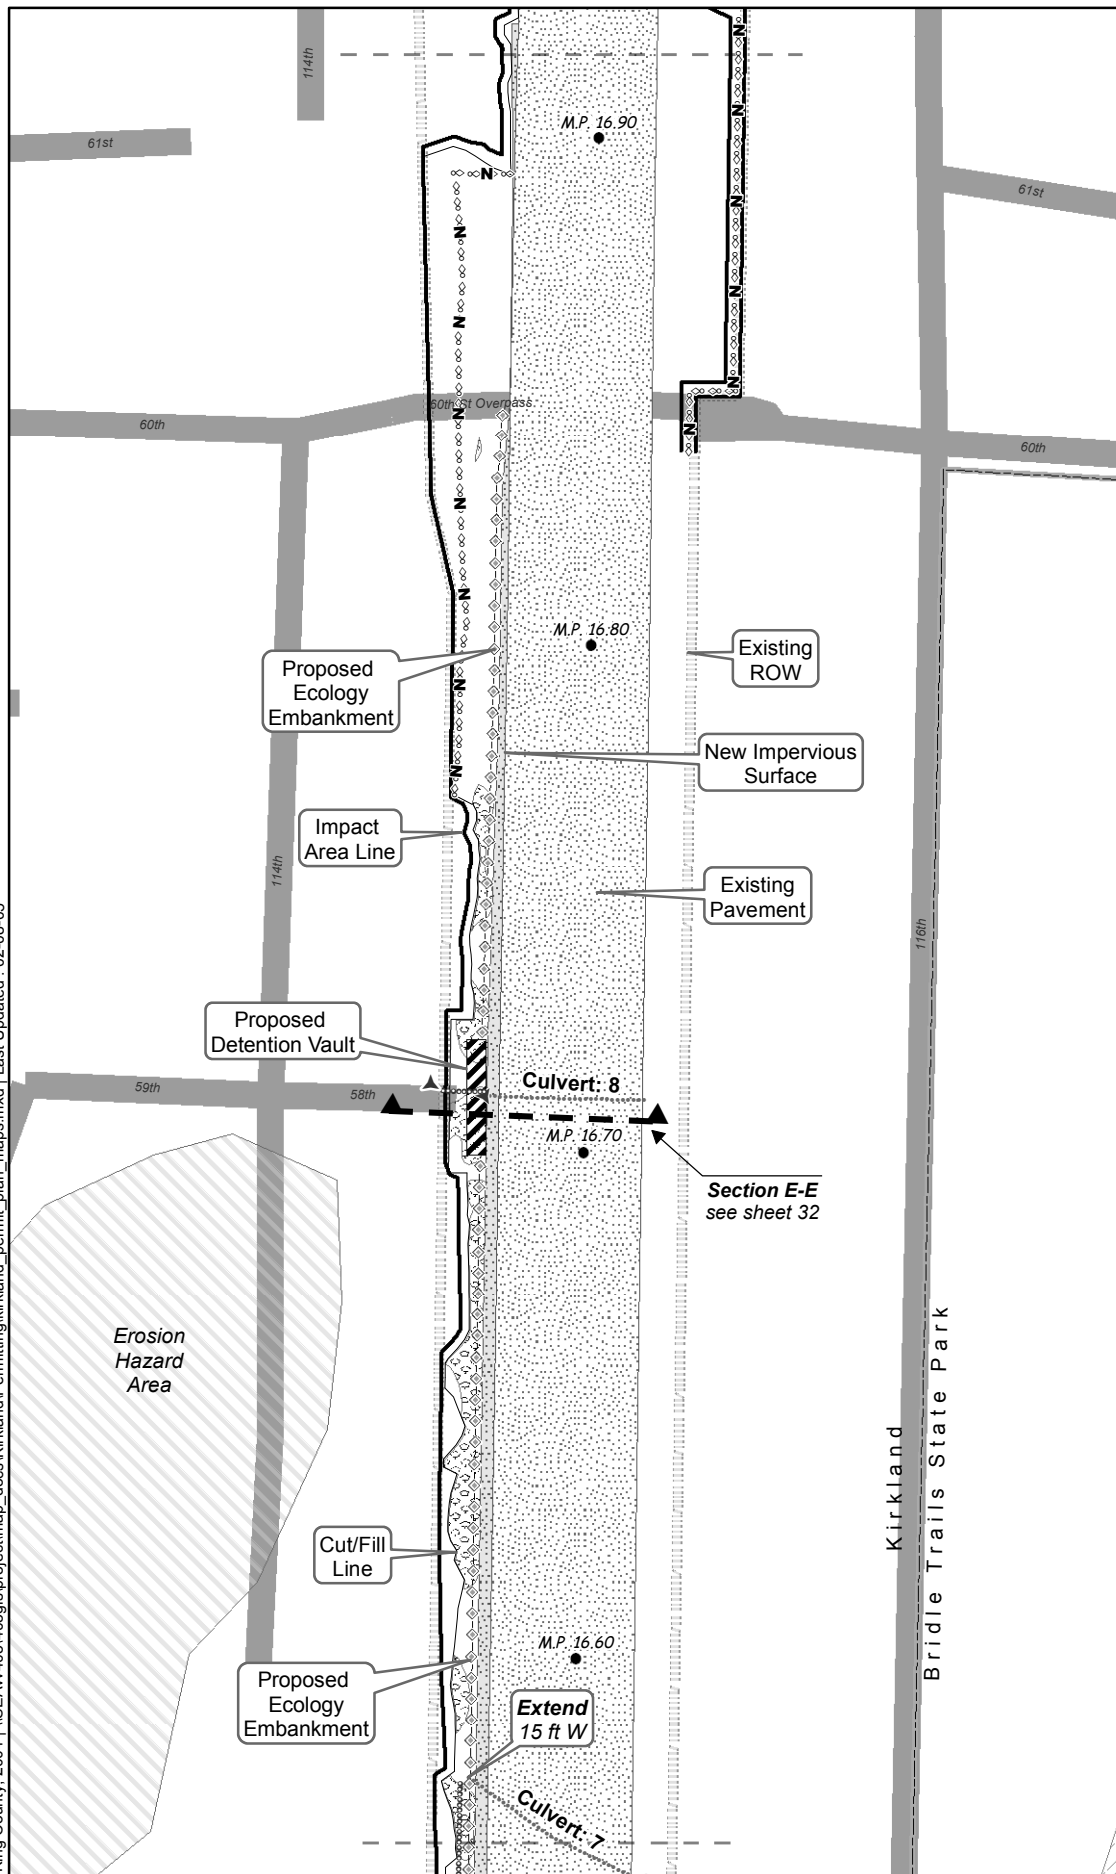 114th
M.P. 16.90
61st
61st
N
N
N
N
N
N
N
N
60th St Overpass
60th
N
N
60th
N
N
M.P. 16.80
Existing
ROW
Proposed
Ecology
Embankment
N
New Impervious
Surface
N
Impact
Area Line
114th
Existing
Pavement
116th
Proposed
Detention Vault
59th
58th
Culvert: 8
M.P. 16.70
Section E-E
see sheet 32
Erosion
Hazard
Area
Kirkland
Bridle Trails State Park
Cut/Fill
Line
M.P. 16.60
Proposed
Ecology
Embankment
Extend
15 ft W
Culvert: 7